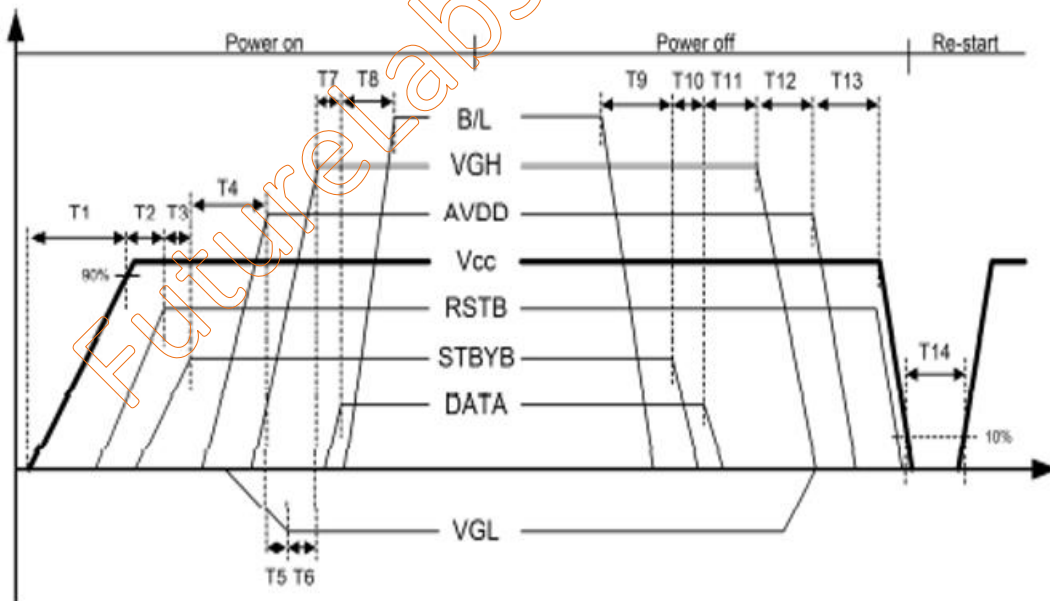 Power on
Power off
Re-start
T7
T8
T9
T10
T11
T12
T13
B/L
VGH
T4
AVDD
T1
T2
T3
Vcc
90%
RSTB
STBYB
T14
DATA
10%
VGL
T5
T6
FutureLabs